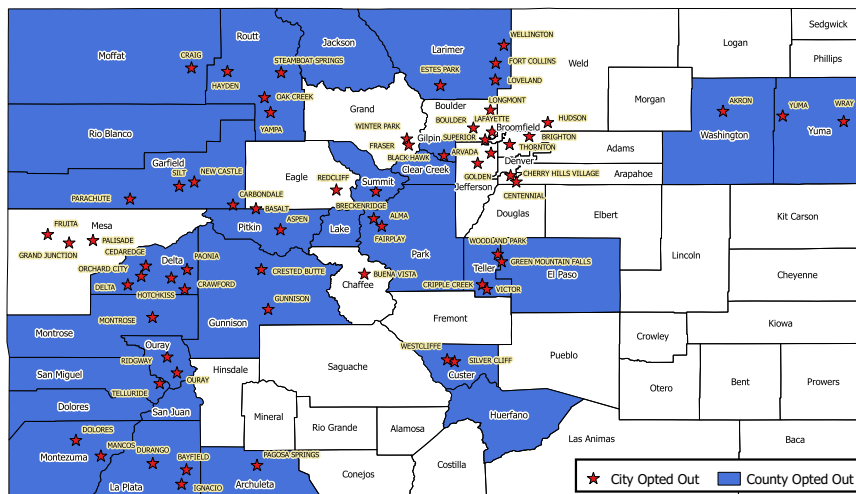 Sedgwick
Routt
Jackson
WELLINGTON
Logan
Larimer
Moffat
CRAIG
STEAMBOAT SPRINGS
FORT COLLINS
Weld
Phillips
HAYDEN
ESTES PARK
LOVELAND
OAK CREEK
Grand
Boulder
LONGMONT
Morgan
AKRON
YUMA
WRAY
YAMPA
WINTER PARK
BOULDER
LAFAYETTE
HUDSON
Rio Blanco
Gilpin
SUPERIOR
Broomfield
BRIGHTON
Washington
Yuma
FRASER
THORNTON
Adams
Garfield
BLACK HAWK
ARVADA
Denver
SILT
NEW CASTLE
Eagle
REDCLIFF
Summit
Clear Creek
GOLDEN
CHERRY HILLS VILLAGE
Arapahoe
PARACHUTE
CARBONDALE
Jefferson
CENTENNIAL
BASALT
BRECKENRIDGE
ALMA
Douglas
Elbert
Kit Carson
FRUITA
Mesa
PALISADE
Pitkin
ASPEN
Lake
FAIRPLAY
GRAND JUNCTION
CEDAREDGE
Delta
PAONIA
Park
WOODLAND PARK
Lincoln
ORCHARD CITY
CRESTED BUTTE
BUENA VISTA
Teller
GREEN MOUNTAIN FALLS
El Paso
Cheyenne
DELTA
HOTCHKISS
CRAWFORD
Chaffee
CRIPPLE CREEK
VICTOR
GUNNISON
MONTROSE
Gunnison
Fremont
Montrose
Kiowa
Ouray
WESTCLIFFE
Crowley
RIDGWAY
Hinsdale
Saguache
SILVER CLIFF
Pueblo
San Miguel
Custer
TELLURIDE
OURAY
Otero
Bent
Prowers
Dolores
San Juan
Mineral
Huerfano
DOLORES
Rio Grande
Alamosa
MANCOS
DURANGO
Las Animas
Baca
Montezuma
BAYFIELD
PAGOSA SPRINGS
Costilla
Conejos
La Plata
IGNACIO
Archuleta
City Opted Out
County Opted Out